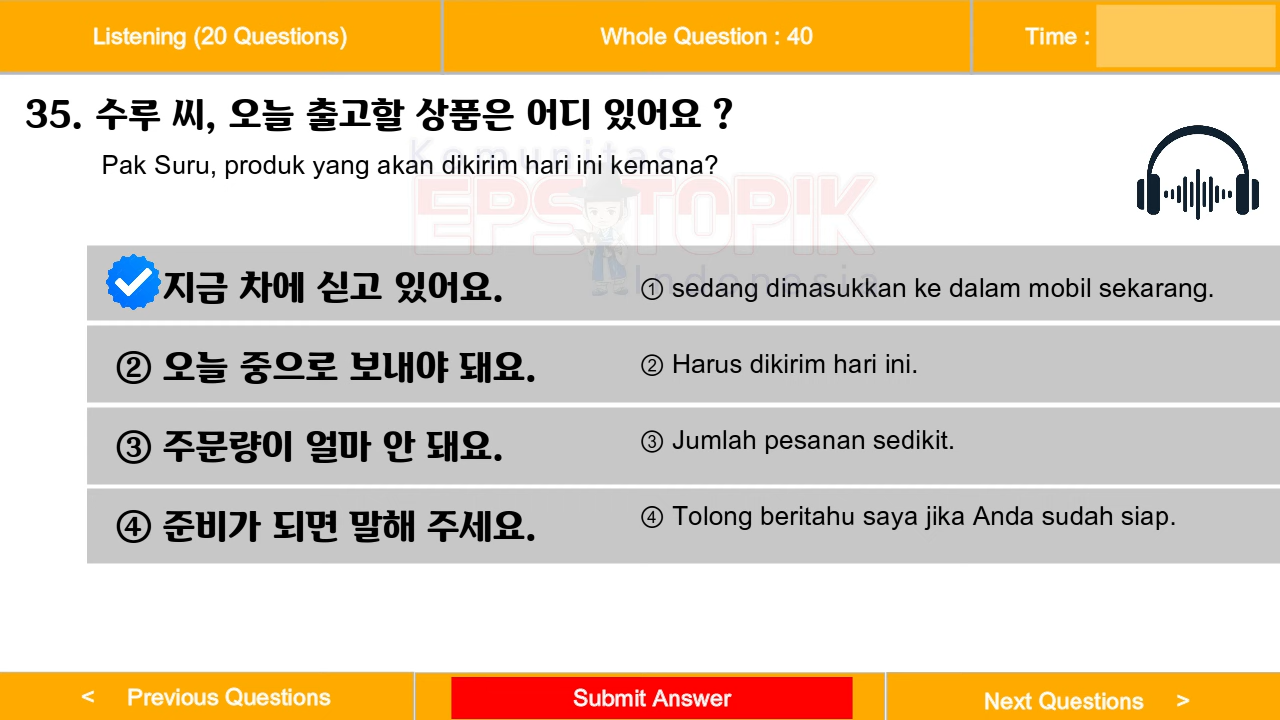 Listening (20 Questions)
Whole Question : 40
Time :
35. 수루 씨, 오늘 출고할 상품은 어디 있어요 ?
Pak Suru, produk yang akan dikirim hari ini kemana?
Komunitas
EPS TOPIK
Indonesia
지금 차에 싣고 있어요.
① sedang dimasukkan ke dalam mobil sekarang.
② 오늘 중으로 보내야 돼요.
② Harus dikirim hari ini.
③ 주문량이 얼마 안 돼요.
③ Jumlah pesanan sedikit.
④ 준비가 되면 말해 주세요.
④ Tolong beritahu saya jika Anda sudah siap.
< Previous Questions
Submit Answer
Next Questions >